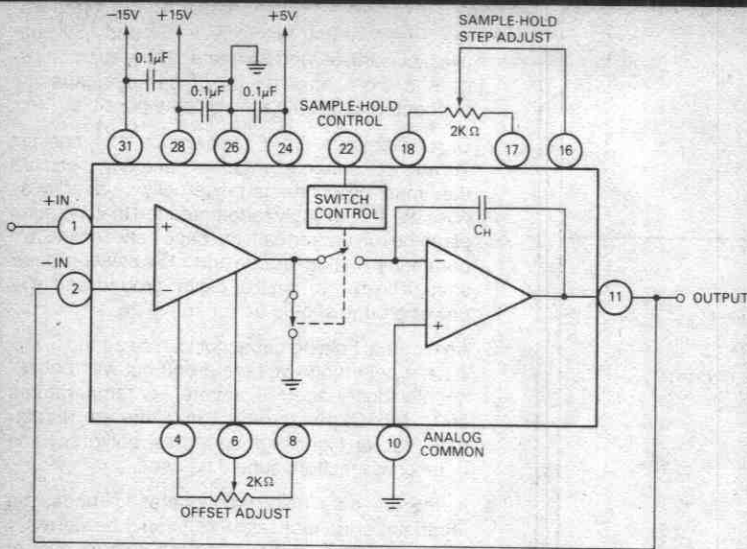 −15V +15V +5V
0.1µF
0.1µF 0.1µF
SAMPLE-HOLD
CONTROL
SAMPLE-HOLD
STEP ADJUST
2KΩ
31 28 26 24 22 18 17 16
SWITCH
CONTROL
+IN
1
+
−IN
2
−
CH
−
+
11
OUTPUT
4 6 8 10
ANALOG
COMMON
2KΩ
OFFSET ADJUST